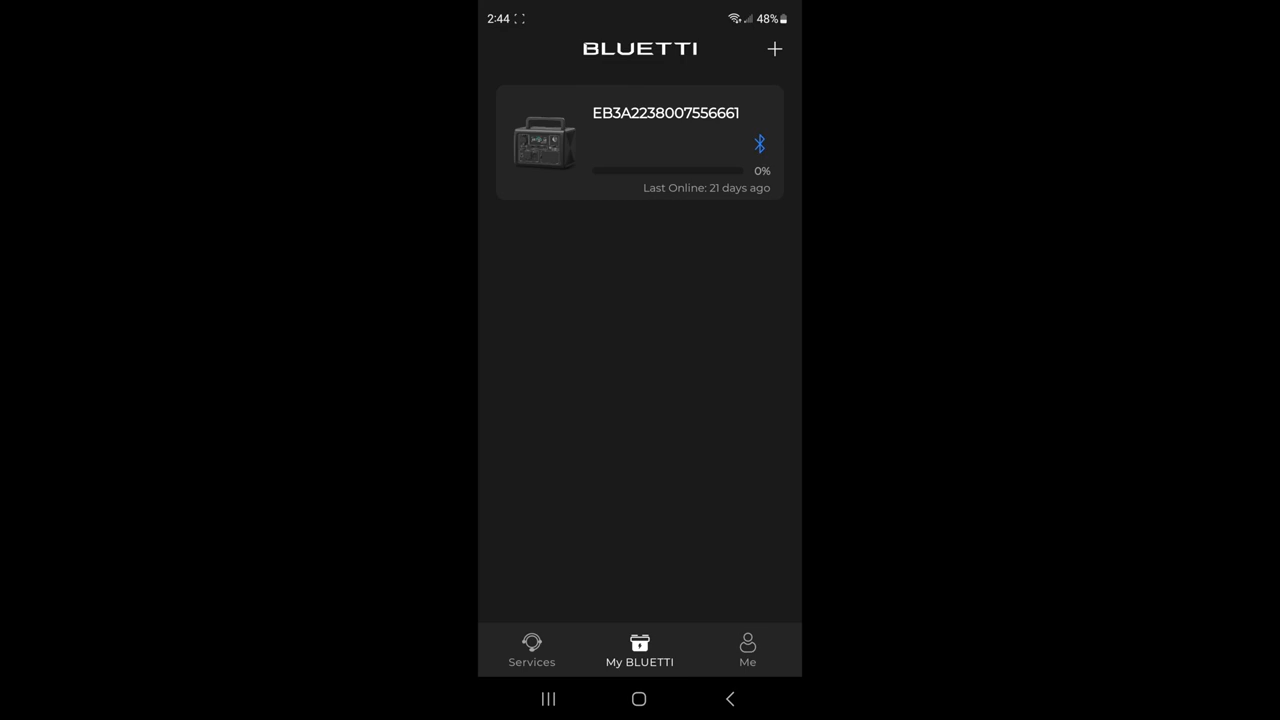 2:44
48%
BLUETTI
EB3A2238007556661
0%
Last Online: 21 days ago
Services
My BLUETTI
Me